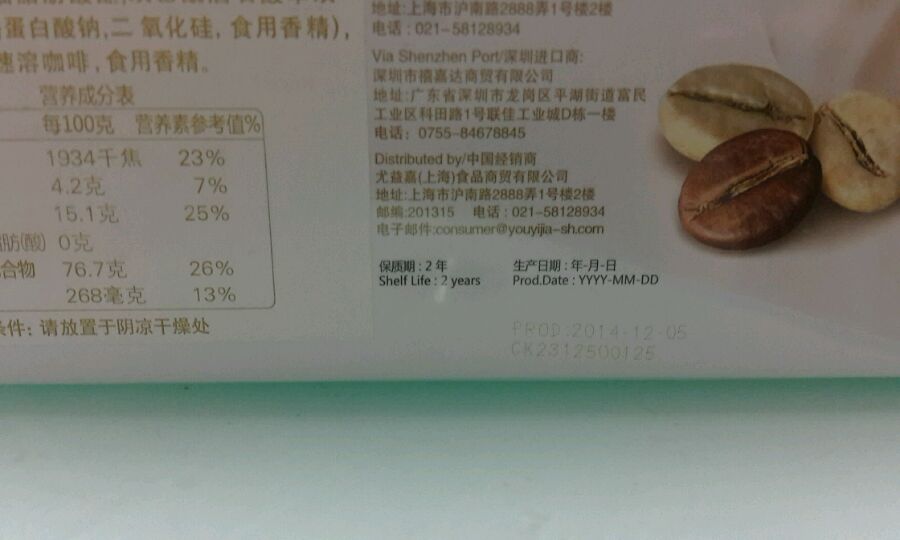 蛋白酸钠,二氧化硅, 食用香精),
速溶咖啡,食用香精。
营养成分表
每100克 营养素参考值%
1934千焦 23%
4.2克 7%
15.1克 25%
脂肪(酸) 0克
合物 76.7克 26%
268毫克 13%
条件: 请放置于阴凉干燥处
地址:上海市沪南路2888弄1号楼2楼
电话:021-58128934
Via Shenzhen Port/深圳进口商:
深圳市禧嘉达商贸有限公司
地址:广东省深圳市龙岗区平湖街道富民
工业区科田路1号联佳工业城D栋一楼
电话: 0755-84678845
Distributed by/中国经销商
尤益嘉(上海)食品商贸有限公司
地址:上海市沪南路2888弄1号楼2楼
邮编:201315 电话:021-58128934
电子邮件:consumer@youyijia-sh.com
保质期:2 年
Shelf Life : 2 years
生产日期:年-月-日
Prod.Date : YYYY-MM-DD
PROD:2014-12-05
CK2312500125